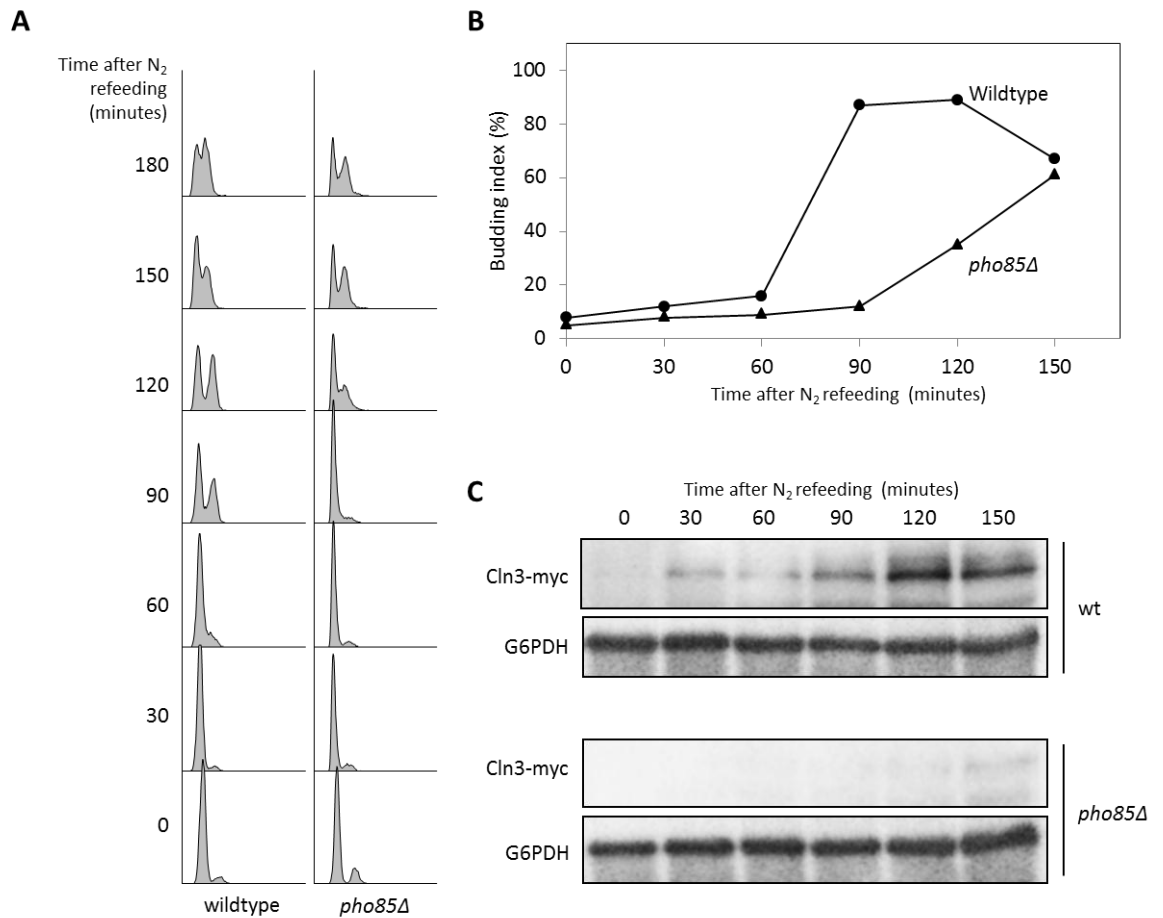 A
Time after N₂
refeeding
(minutes)
180
150
120
90
60
30
0
wildtype
pho85Δ
B
Budding index (%)
100
80
60
40
20
0
Wildtype
pho85Δ
0 30 60 90 120 150
Time after N₂ refeeding (minutes)
C
Time after N₂ refeeding (minutes)
0 30 60 90 120 150
Cln3-myc
G6PDH
wt
Cln3-myc
G6PDH
pho85Δ